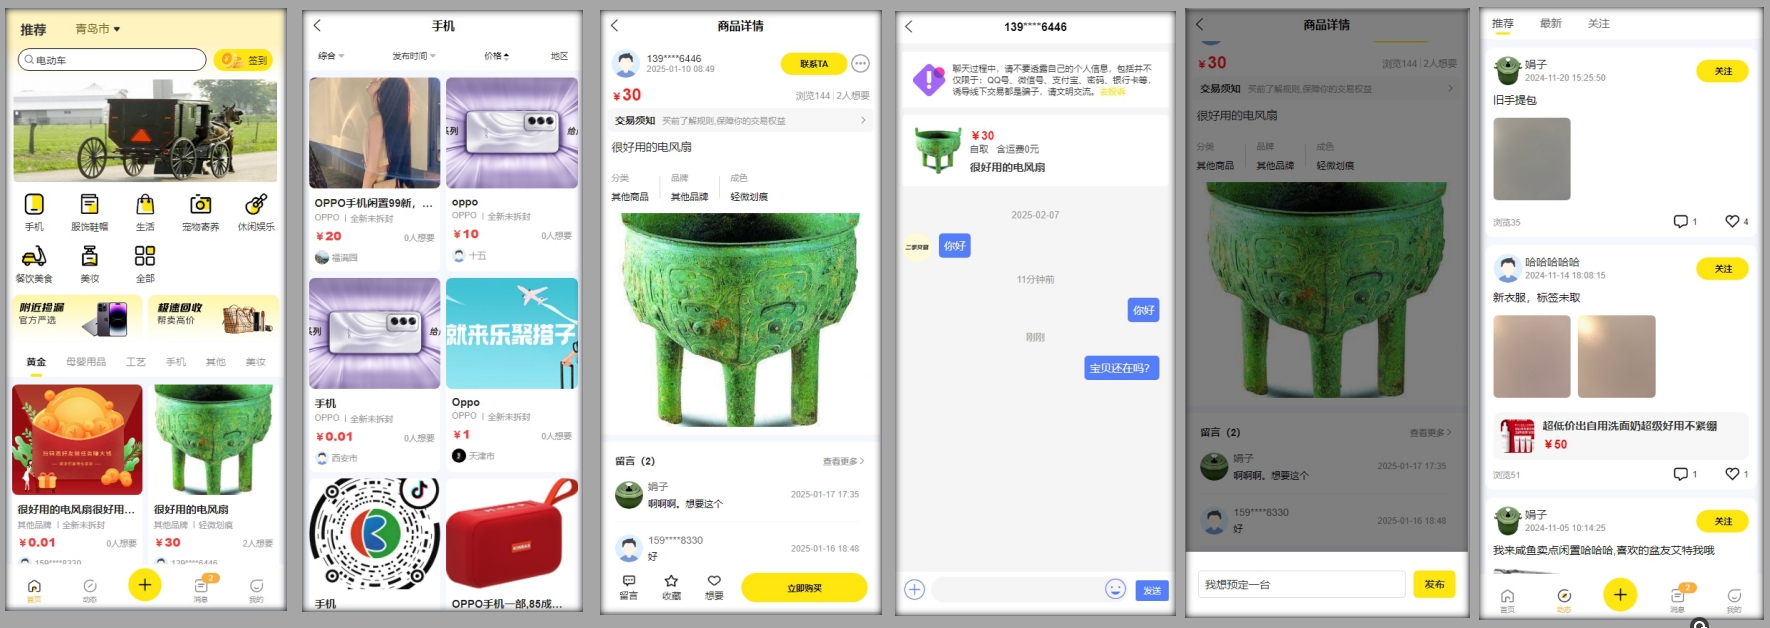 推荐
青岛市
电动车
签到
手机
服饰鞋帽
生活
宠物寄养
休闲娱乐
餐饮美食
美妆
全部
附近捡漏
官方严选
极速回收
帮卖高价
黄金
母婴用品
工艺
手机
其他
美妆
很好用的电风扇很好用...
其他品牌 | 全新未拆封
¥0.01
0人想要
159****8330
很好用的电风扇
其他品牌 | 轻微划痕
¥30
2人想要
139****6446
首页
动态
2
消息
我的
手机
综合
发布时间
价格
地区
OPPO手机闲置99新，...
OPPO | 全新未拆封
¥20
0人想要
福满园
oppo
OPPO | 全新未拆封
¥10
0人想要
十五
手机
OPPO | 全新未拆封
¥0.01
0人想要
西安市
就来乐聚搭子
Oppo
OPPO | 全新未拆封
¥1
0人想要
天津市
手机
OPPO手机一部,85成...
商品详情
139****6446
2025-01-10 08:49
联系TA
¥30
浏览144 | 2人想要
交易须知
买前了解规则,保障你的交易权益
很好用的电风扇
分类
品牌
成色
其他商品
其他品牌
轻微划痕
留言（2）
查看更多
娟子
啊啊啊。想要这个
2025-01-17 17:35
159****8330
好
2025-01-16 18:48
留言
收藏
想要
立即购买
139****6446
聊天过程中，请不要透露自己的个人信息，包括并不
仅限于：QQ号、微信号、支付宝、密码、银行卡等，
诱导线下交易都是骗子，请文明交流。去投诉
¥30
自取 含运费0元
很好用的电风扇
2025-02-07
你好
11分钟前
你好
刚刚
宝贝还在吗?
发送
商品详情
¥30
浏览144 | 2人想要
交易须知
买前了解规则,保障你的交易权益
很好用的电风扇
分类
品牌
成色
其他商品
其他品牌
轻微划痕
留言（2）
查看更多
娟子
啊啊啊。想要这个
2025-01-17 17:35
159****8330
好
2025-01-16 18:48
我想预定一台
发布
推荐
最新
关注
娟子
2024-11-20 15:25:50
关注
旧手提包
浏览35
1
4
哈哈哈哈哈
2024-11-14 18:08:15
关注
新衣服，标签未取
超低价出自用洗面奶超级好用不紧绷
¥50
浏览51
1
1
娟子
2024-11-05 10:14:25
关注
我来咸鱼卖点闲置哈哈哈,喜欢的盆友艾特我哦
首页
动态
2
消息
我的